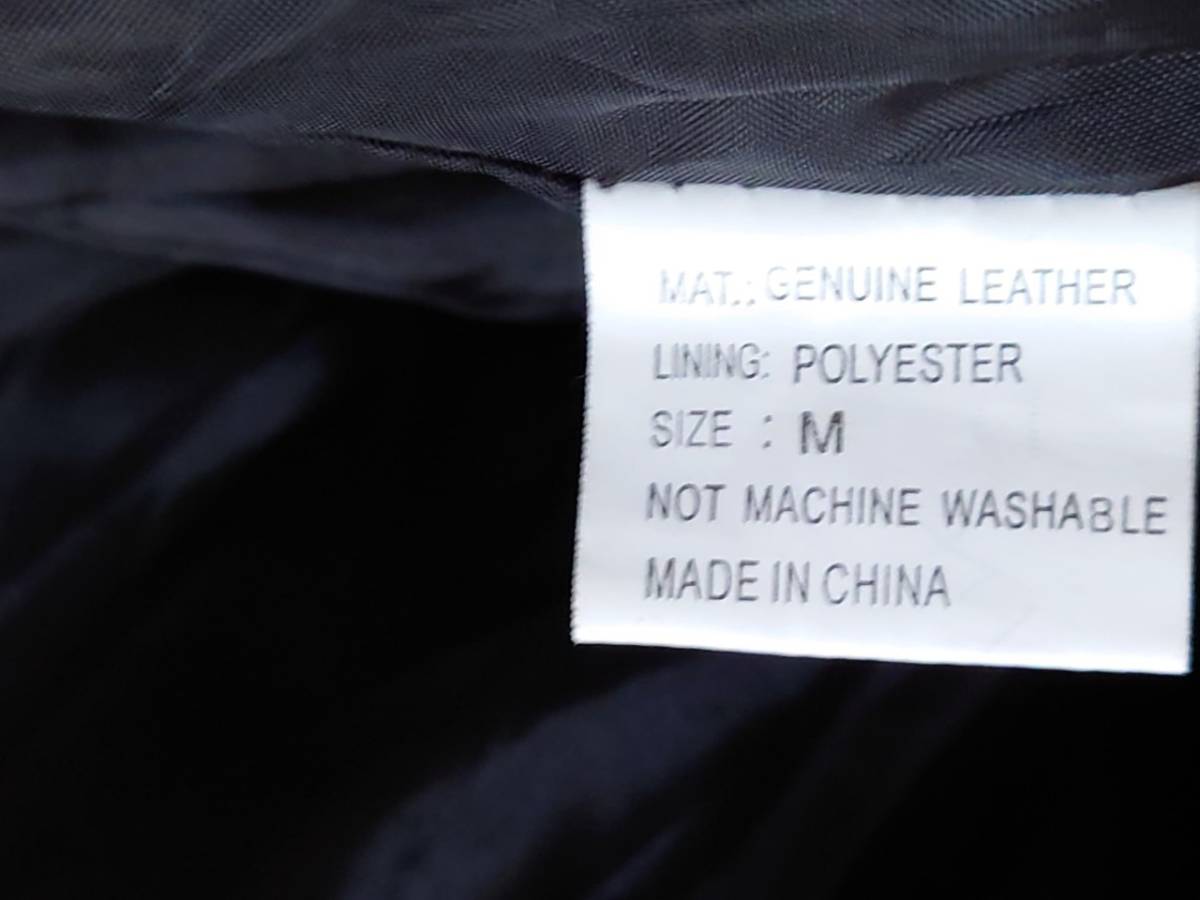 MAT.: GENUINE LEATHER
LINING: POLYESTER
SIZE : M
NOT MACHINE WASHABLE
MADE IN CHINA